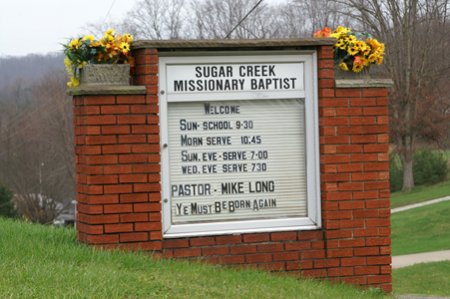 SUGAR CREEK
MISSIONARY BAPTIST
WELCOME
SUN - SCHOOL 9:30
MORN SERVE 10:45
SUN. EVE - SERVE 7:00
WED. EVE SERVE 7:30
PASTOR - MIKE LONG
YE MUST BE BORN AGAIN